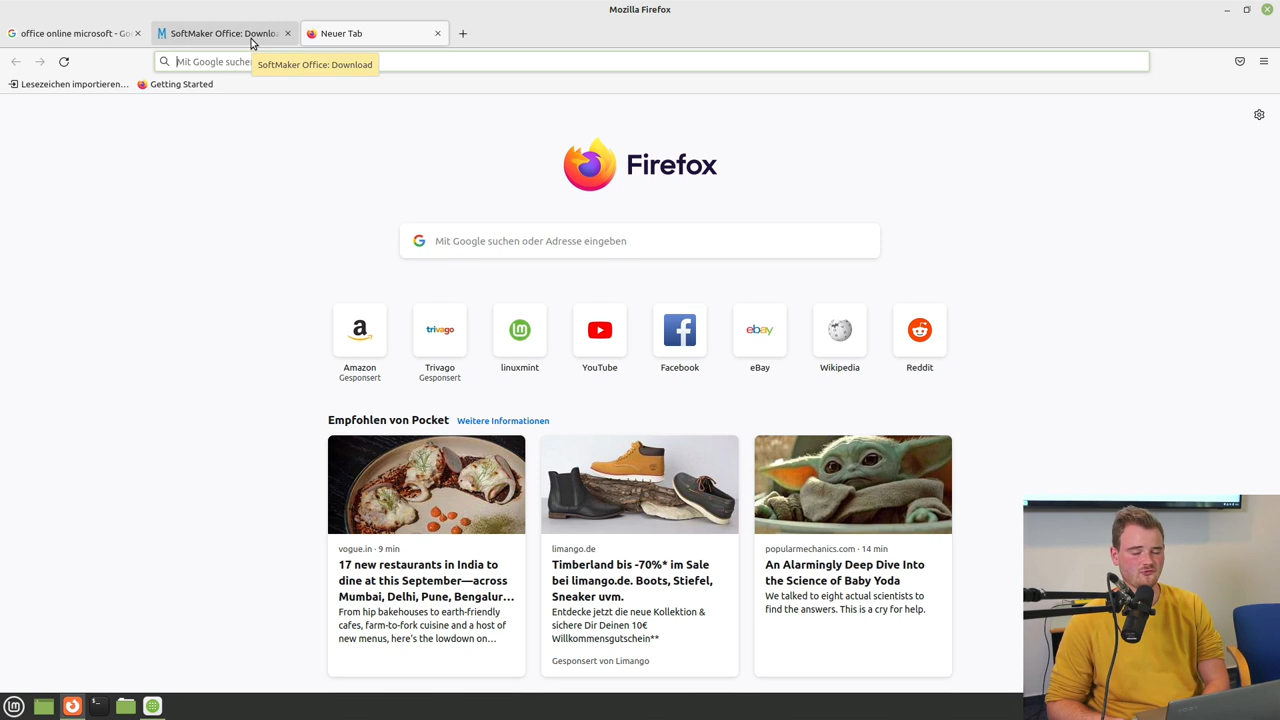 Mozilla Firefox
office online microsoft - Go
SoftMaker Office: Downlo
Neuer Tab
Mit Google suche
SoftMaker Office: Download
Lesezeichen importieren…
Getting Started
Firefox
Mit Google suchen oder Adresse eingeben
a
trivago
ebay
Amazon
Gesponsert
Trivago
Gesponsert
linuxmint
YouTube
Facebook
eBay
Wikipedia
Reddit
Empfohlen von Pocket
Weitere Informationen
vogue.in · 9 min
17 new restaurants in India to
dine at this September—across
Mumbai, Delhi, Pune, Bengalur…
From hip bakehouses to earth-friendly
cafes, farm-to-fork cuisine and a host of
new menus, here's the lowdown on…
limango.de
Timberland bis -70%* im Sale
bei limango.de. Boots, Stiefel,
Sneaker uvm.
Entdecke jetzt die neue Kollektion &
sichere Dir Deinen 10€
Willkommensgutschein**
Gesponsert von Limango
popularmechanics.com · 14 min
An Alarmingly Deep Dive Into
the Science of Baby Yoda
We talked to eight actual scientists to
find the answers. This is a cry for help.